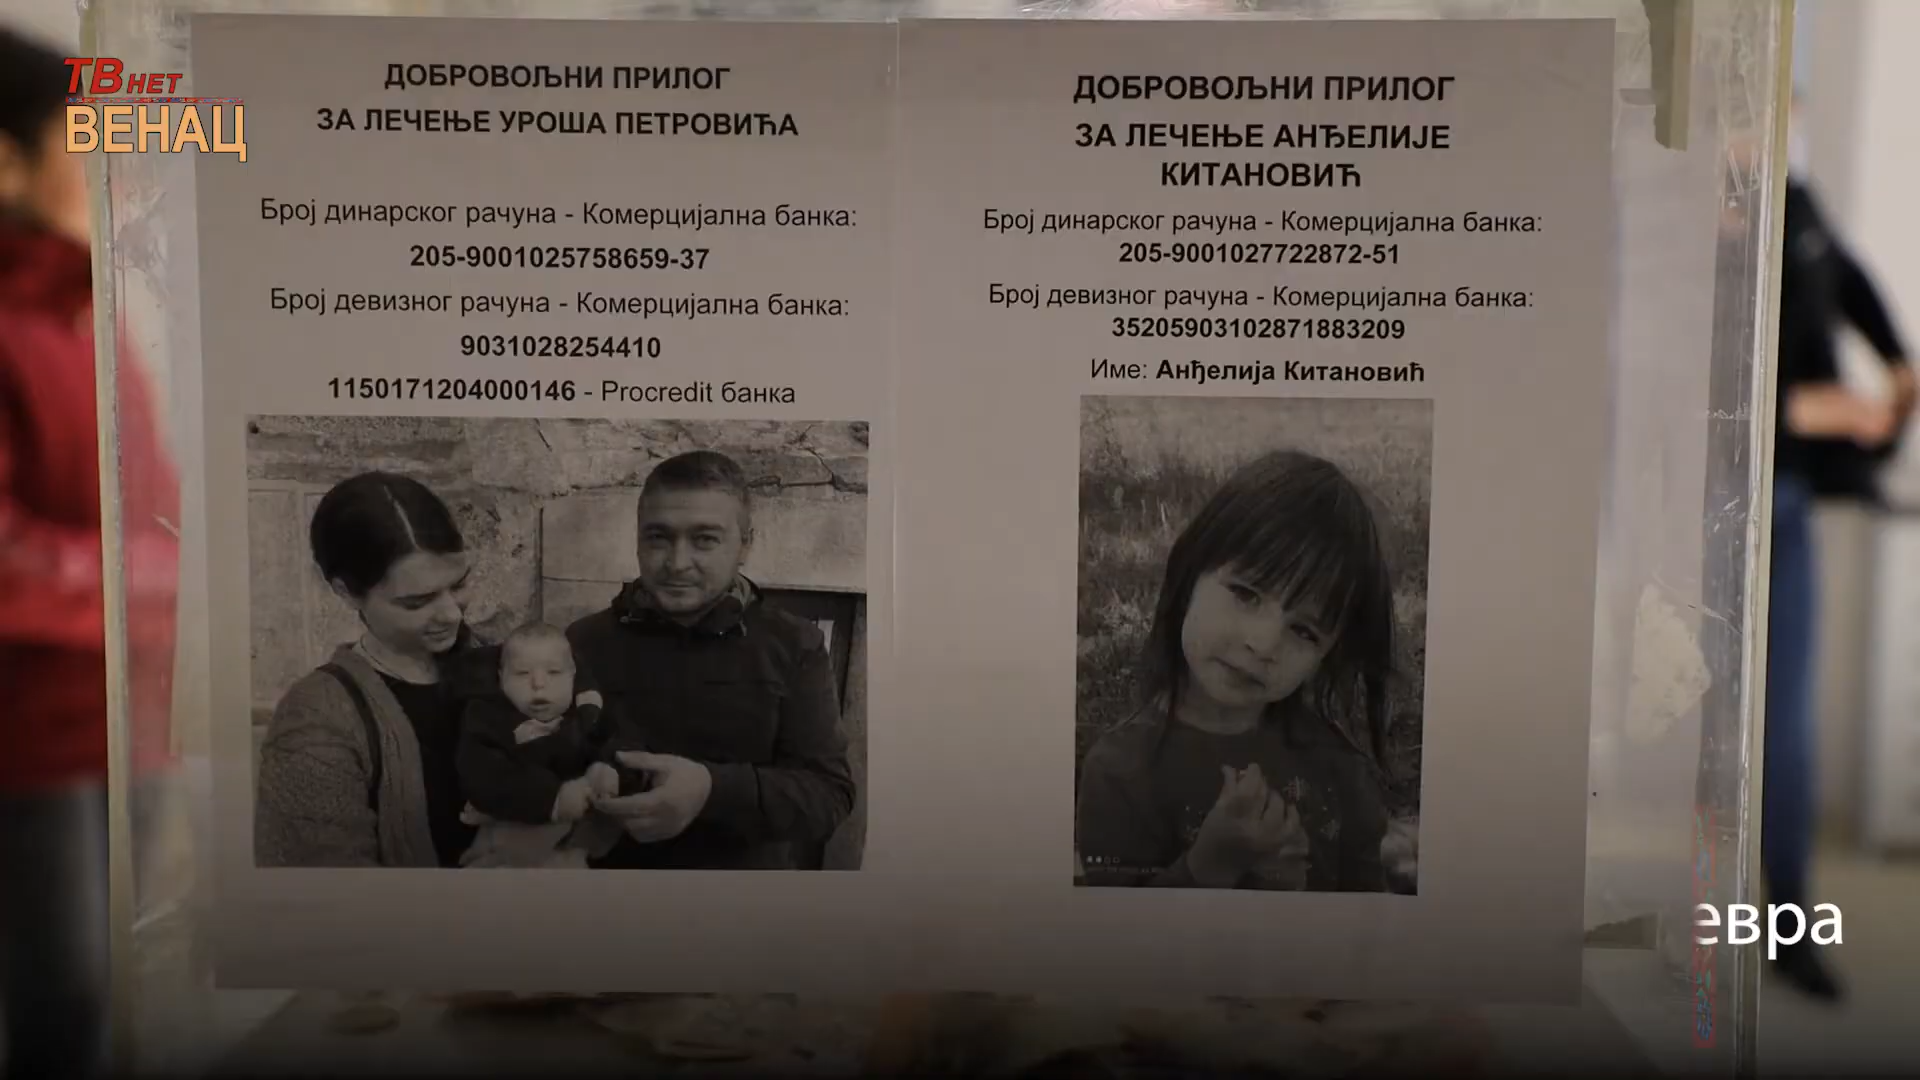 ТВ НЕТ
ВЕНАЦ
ДОБРОВОЉНИ ПРИЛОГ
ЗА ЛЕЧЕЊЕ УРОША ПЕТРОВИЋА
Број динарског рачуна - Комерцијална банка:
205-9001025758659-37
Број девизног рачуна - Комерцијална банка:
9031028254410
1150171204000146 - Procredit банка
ДОБРОВОЉНИ ПРИЛОГ
ЗА ЛЕЧЕЊЕ АНЂЕЛИЈЕ
КИТАНОВИЋ
Број динарског рачуна - Комерцијална банка:
205-9001027722872-51
Број девизног рачуна - Комерцијална банка:
35205903102871883209
Име: Анђелија Китановић
евра